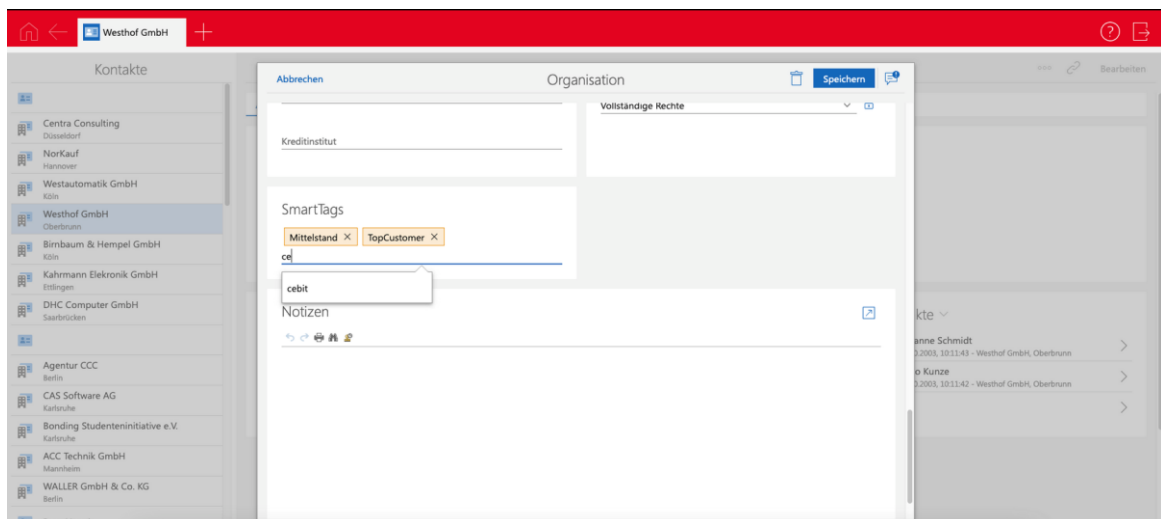 Westhof GmbH
Kontakte
Centra Consulting
Düsseldorf
NorKauf
Hannover
Westautomatik GmbH
Köln
Westhof GmbH
Oberbrunn
Birnbaum & Hempel GmbH
Köln
Kahrmann Elekronik GmbH
Ettlingen
DHC Computer GmbH
Saarbrücken
Agentur CCC
Berlin
CAS Software AG
Karlsruhe
Bonding Studenteninitiative e.V.
Karlsruhe
ACC Technik GmbH
Mannheim
WALLER GmbH & Co. KG
Berlin
Abbrechen Organisation Speichern
Vollständige Rechte
Kreditinstitut
SmartTags
Mittelstand TopCustomer
ce
cebit
Notizen
Bearbeiten
kte
anne Schmidt
.2003, 10:11:43 - Westhof GmbH, Oberbrunn
o Kunze
.2003, 10:11:42 - Westhof GmbH, Oberbrunn